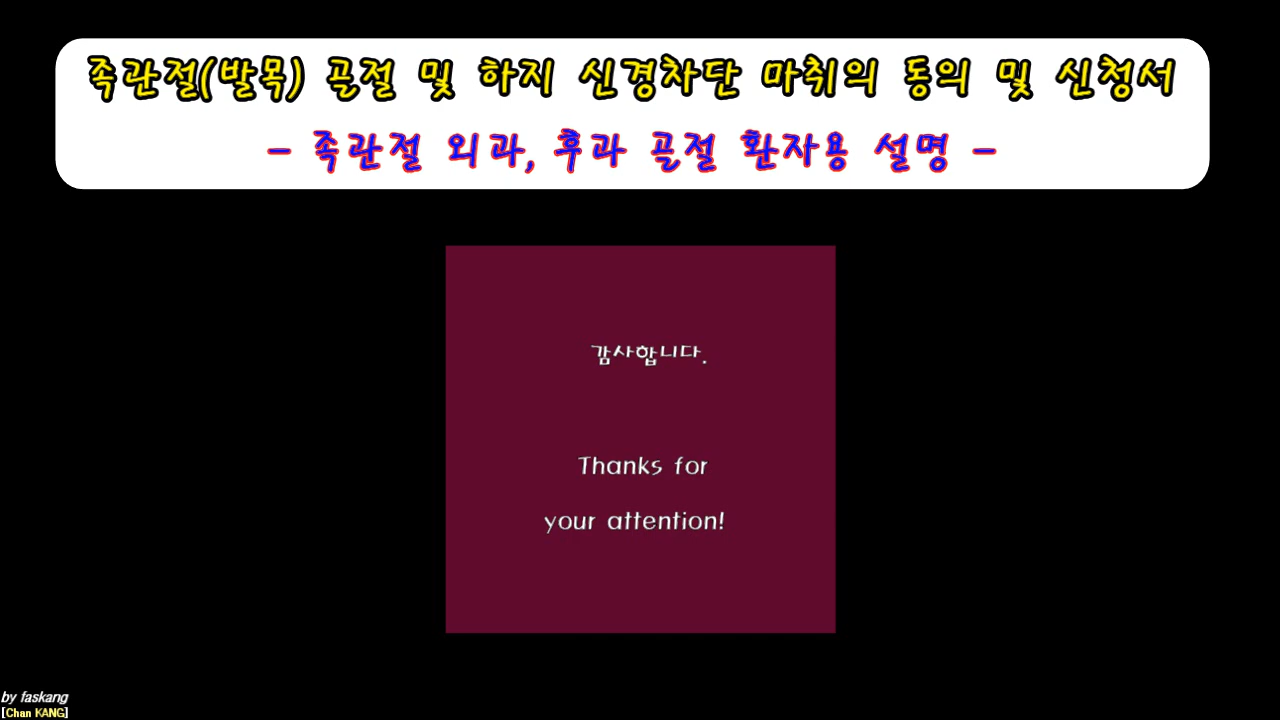 족관절(발목) 골절 및 하지 신경차단 마취의 동의 및 신청서
- 족관절 외과, 후과 골절 환자용 설명 -
감사합니다.
Thanks for
your attention!
by faskang
[Chan KANG]